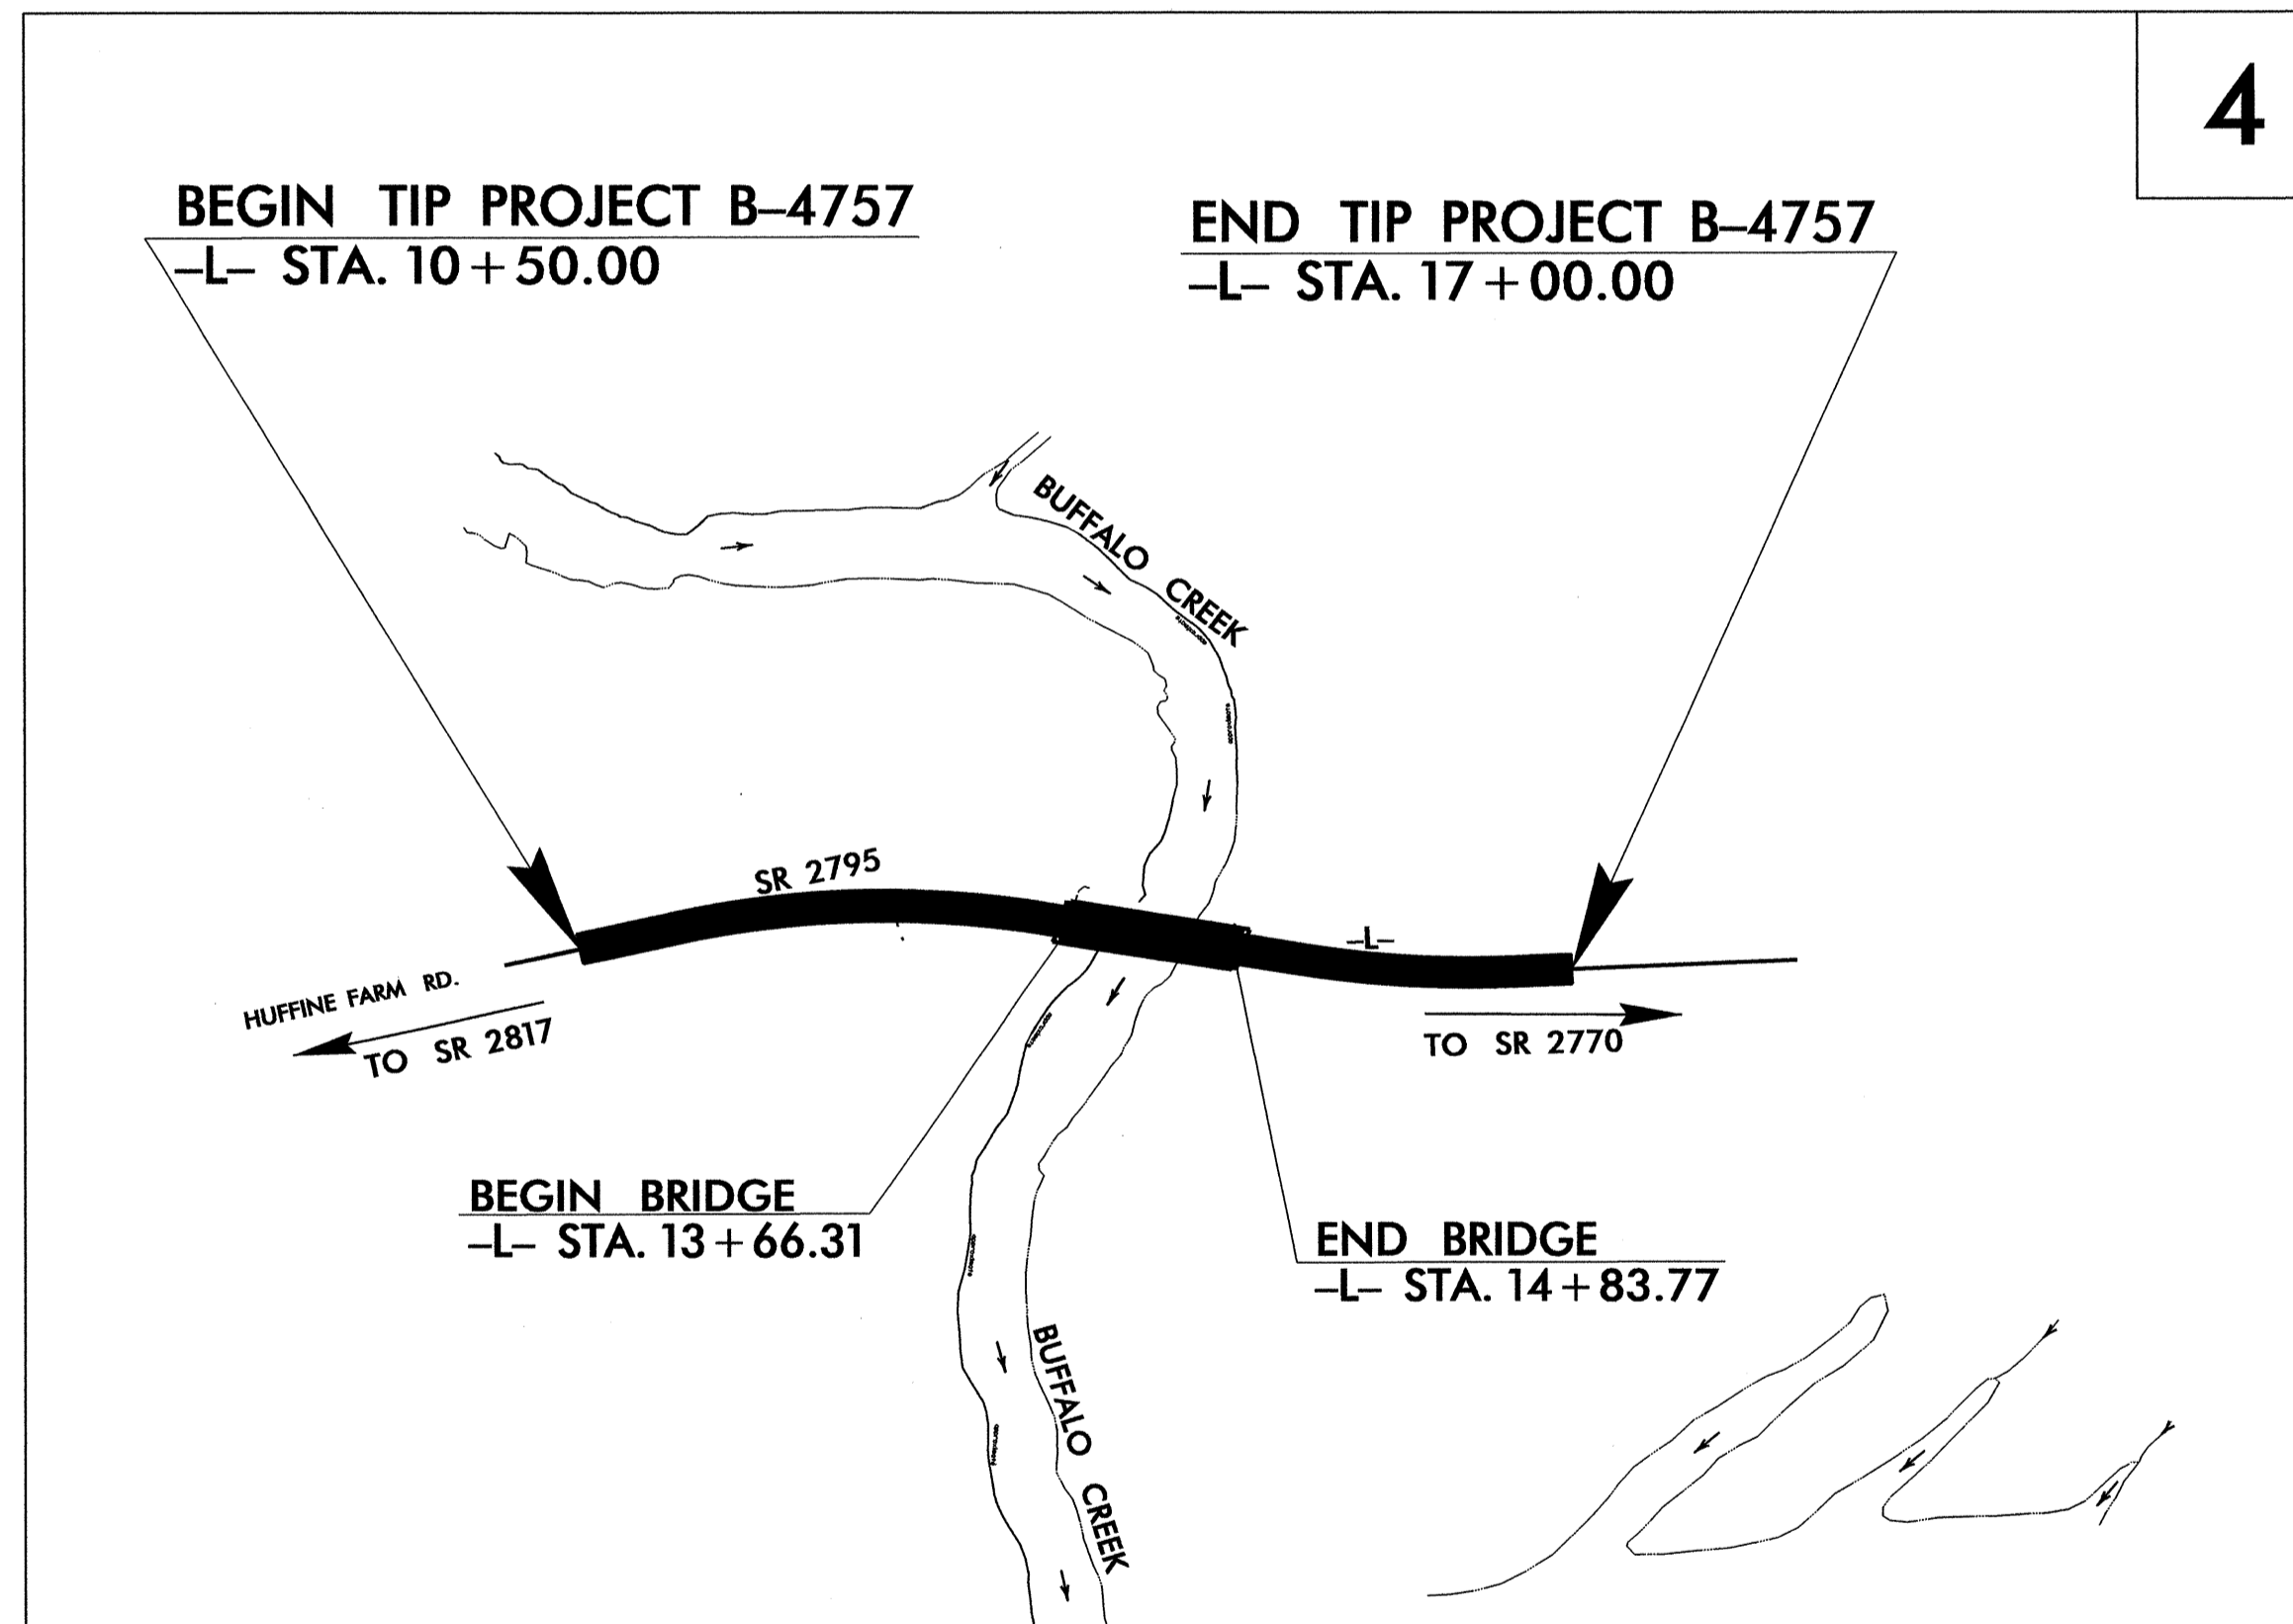 4
BEGIN TIP PROJECT B–4757
–L– STA. 10+50.00
END TIP PROJECT B–4757
–L– STA. 17+00.00
BUFFALO CREEK
SR 2795
–L–
HUFFINE FARM RD.
TO SR 2817
TO SR 2770
BEGIN BRIDGE
–L– STA. 13+66.31
END BRIDGE
–L– STA. 14+83.77
BUFFALO CREEK